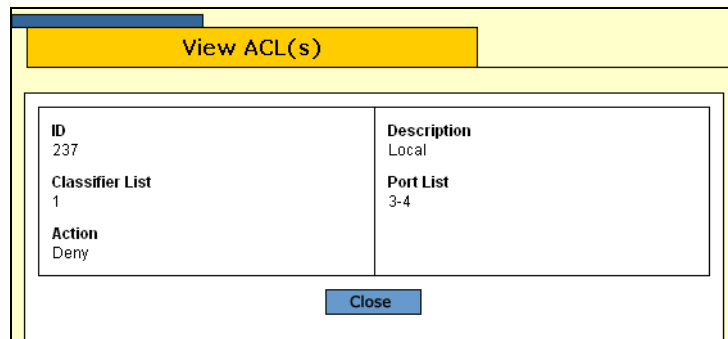 View ACL(s)
ID
237
Description
Local
Classifier List
1
Port List
3-4
Action
Deny
Close